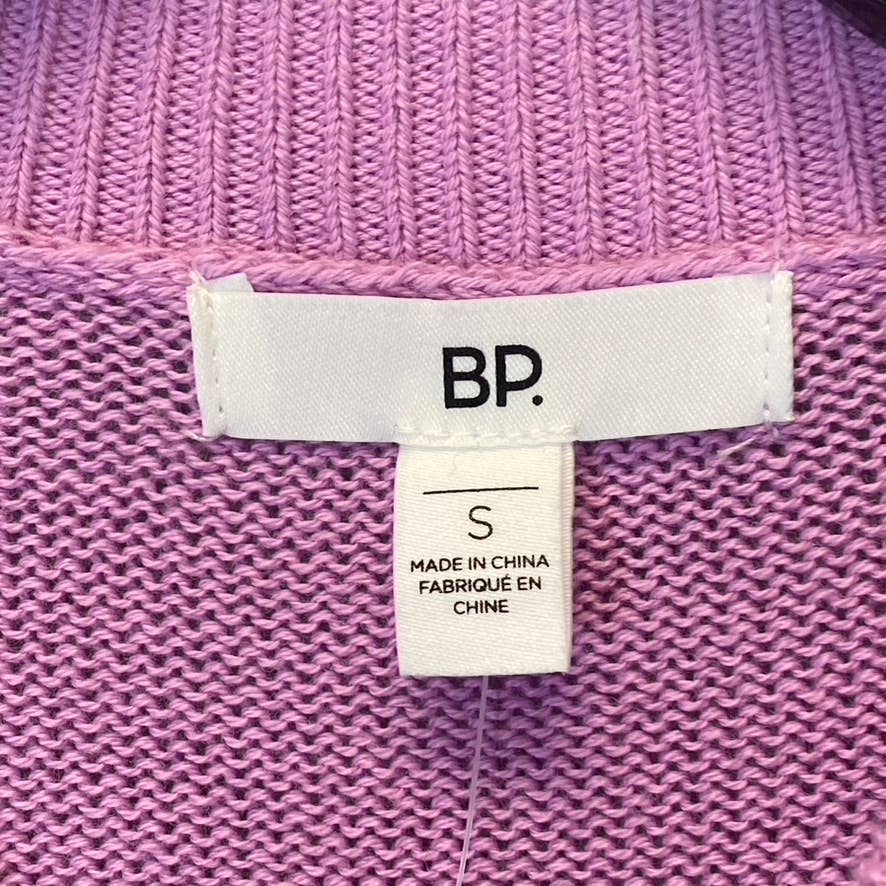 BP.
S
MADE IN CHINA
FABRIQUÉ EN
CHINE